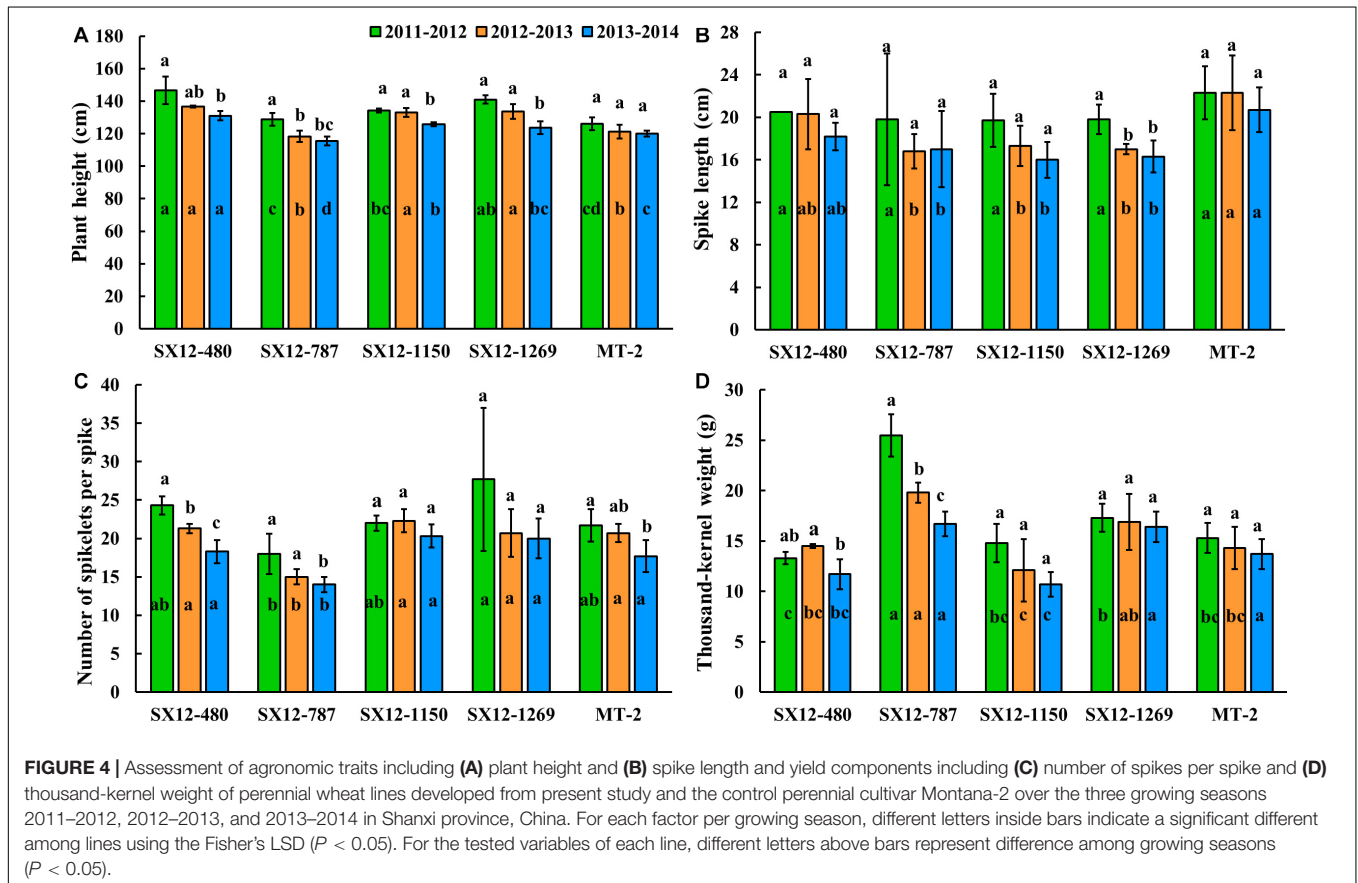 A
2011-2012 2012-2013 2013-2014
Plant height (cm)
180
160
140
120
100
80
60
40
20
0
a ab b a b bc a a b a a b a a a
a a a c b d bc a b ab a bc cd b c
SX12-480 SX12-787 SX12-1150 SX12-1269 MT-2
B
Spike length (cm)
28
24
20
16
12
8
4
0
a a a a a a a a a a b b a a a
a ab ab a b b a b b a b b a a a
SX12-480 SX12-787 SX12-1150 SX12-1269 MT-2
C
Number of spikelets per spike
40
35
30
25
20
15
10
5
0
a b c a a a a a a a a a a ab b
ab a a b b b ab a a a a a ab a a
SX12-480 SX12-787 SX12-1150 SX12-1269 MT-2
D
Thousand-kernel weight (g)
30
25
20
15
10
5
0
ab a b a b c a a a a a a a a a
c bc bc a a a bc c c b ab a bc bc a
SX12-480 SX12-787 SX12-1150 SX12-1269 MT-2
FIGURE 4 | Assessment of agronomic traits including (A) plant height and (B) spike length and yield components including (C) number of spikes per spike and (D)
thousand-kernel weight of perennial wheat lines developed from present study and the control perennial cultivar Montana-2 over the three growing seasons
2011–2012, 2012–2013, and 2013–2014 in Shanxi province, China. For each factor per growing season, different letters inside bars indicate a significant different
among lines using the Fisher's LSD (P < 0.05). For the tested variables of each line, different letters above bars represent difference among growing seasons
(P < 0.05).